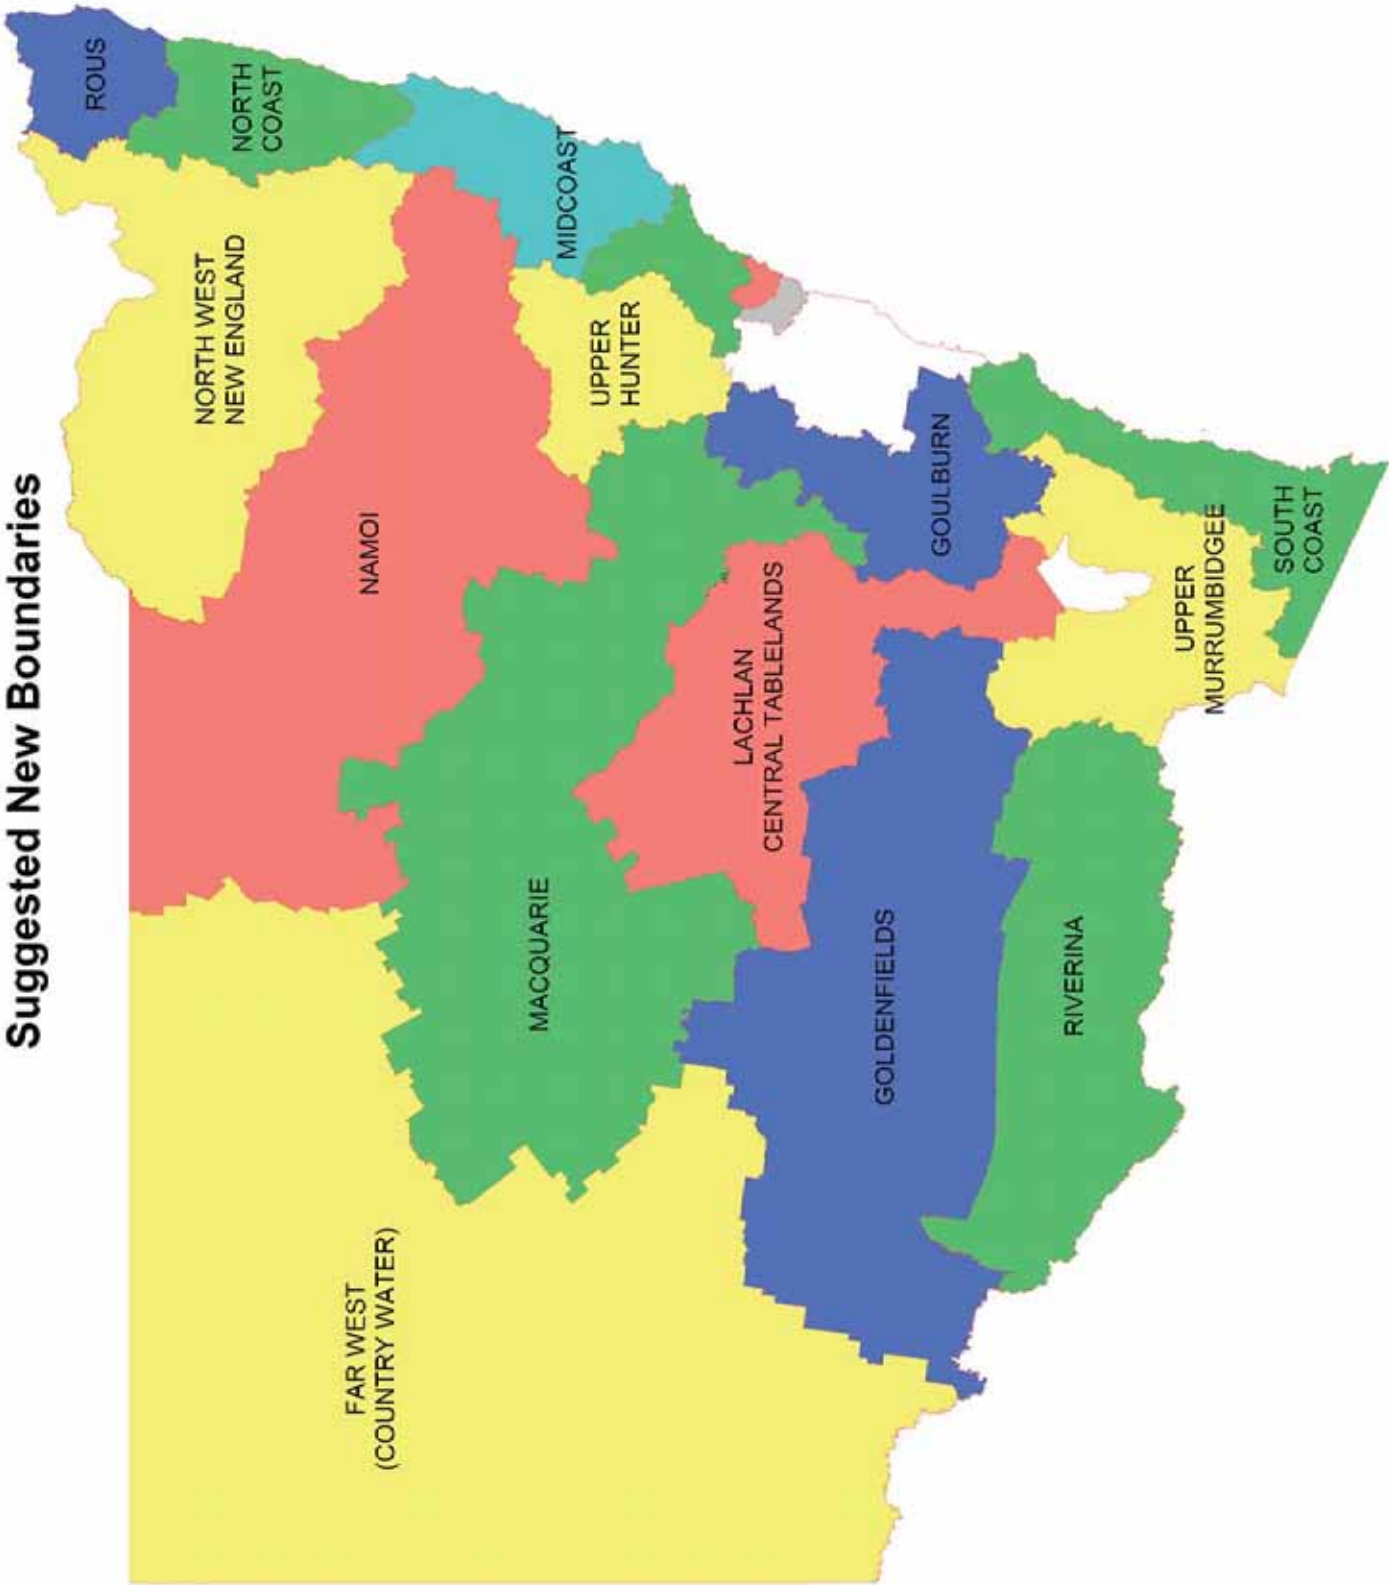 Suggested New Boundaries
ROUS
NORTH
COAST
NORTH WEST
NEW ENGLAND
MIDCOAST
NAMOI
UPPER
HUNTER
FAR WEST
(COUNTRY WATER)
MACQUARIE
LACHLAN
CENTRAL TABLELANDS
GOULBURN
GOLDENFIELDS
RIVERINA
UPPER
MURRUMBIDGEE
SOUTH
COAST